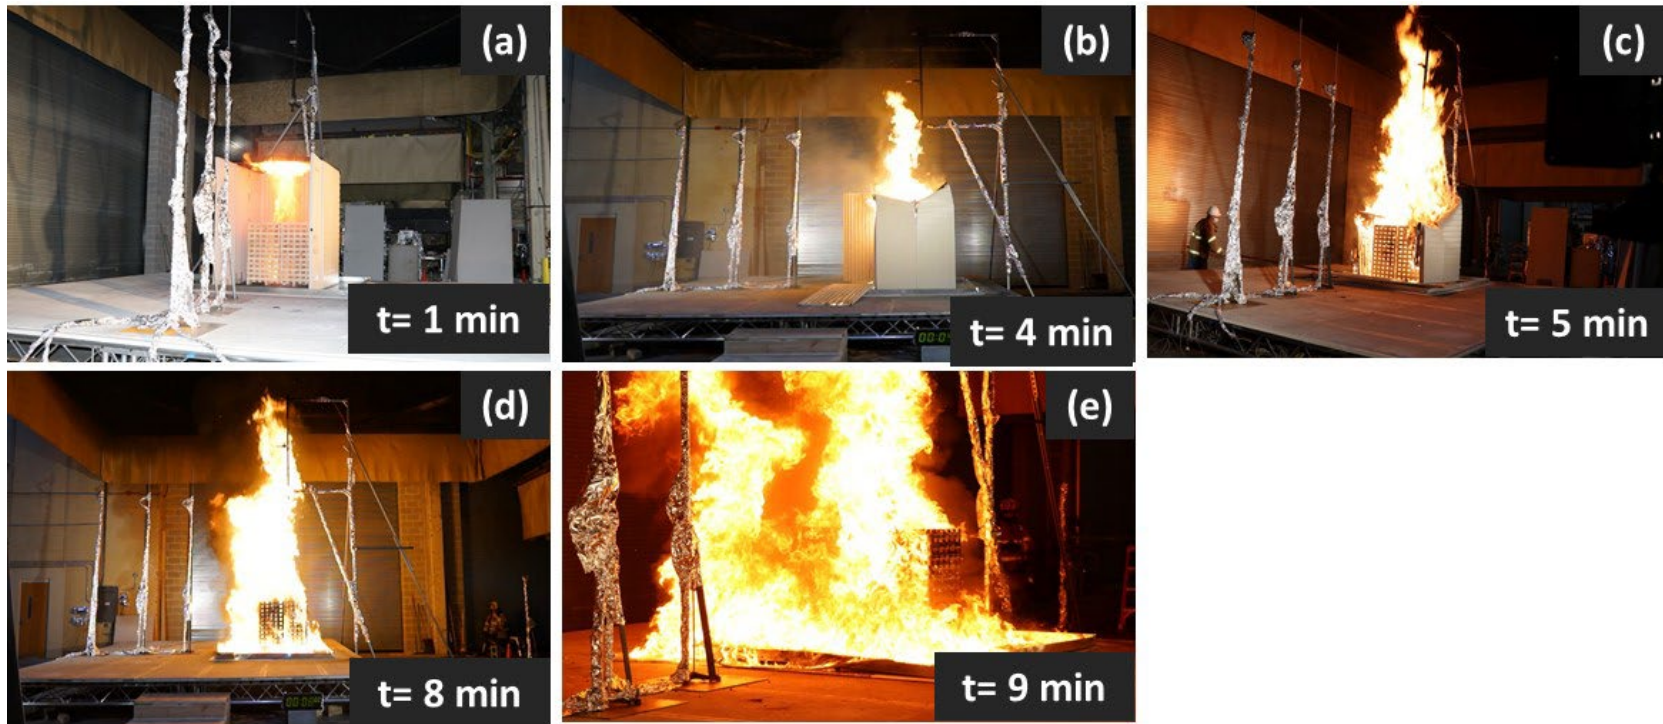 (a)
t= 1 min
(b)
t= 4 min
(c)
t= 5 min
(d)
t= 8 min
(e)
t= 9 min